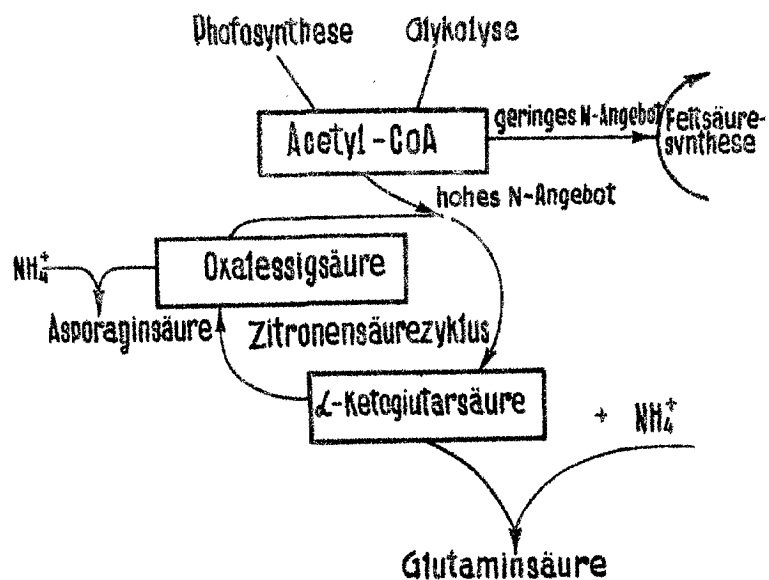 Photosynthese Glykolyse
Acetyl-CoA
geringes N-Angebot
Fettsäure-
synthese
hohes N-Angebot
Oxalessigsäure
NH₄⁺
Asparaginsäure
Zitronensäurezyklus
α-Ketoglutarsäure
+ NH₄⁺
Glutaminsäure